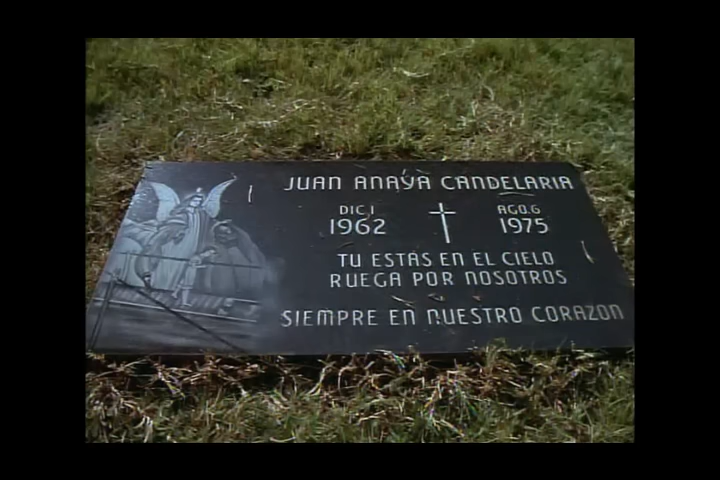 JUAN ANAYA CANDELARIA
DIC 1 AGO. 6
1962 1975
TU ESTÁS EN EL CIELO
RUEGA POR NOSOTROS
SIEMPRE EN NUESTRO CORAZON